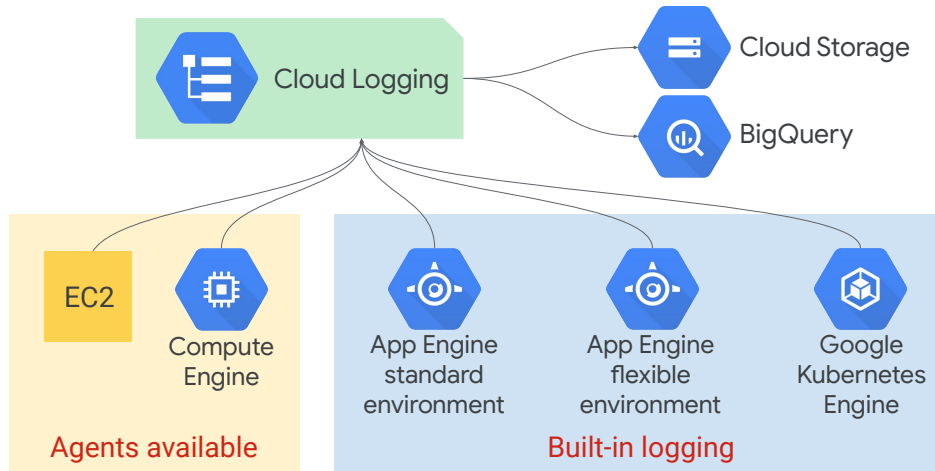 Cloud Logging
Cloud Storage
BigQuery
EC2
Compute
Engine
Agents available
App Engine
standard
environment
App Engine
flexible
environment
Google
Kubernetes
Engine
Built-in logging